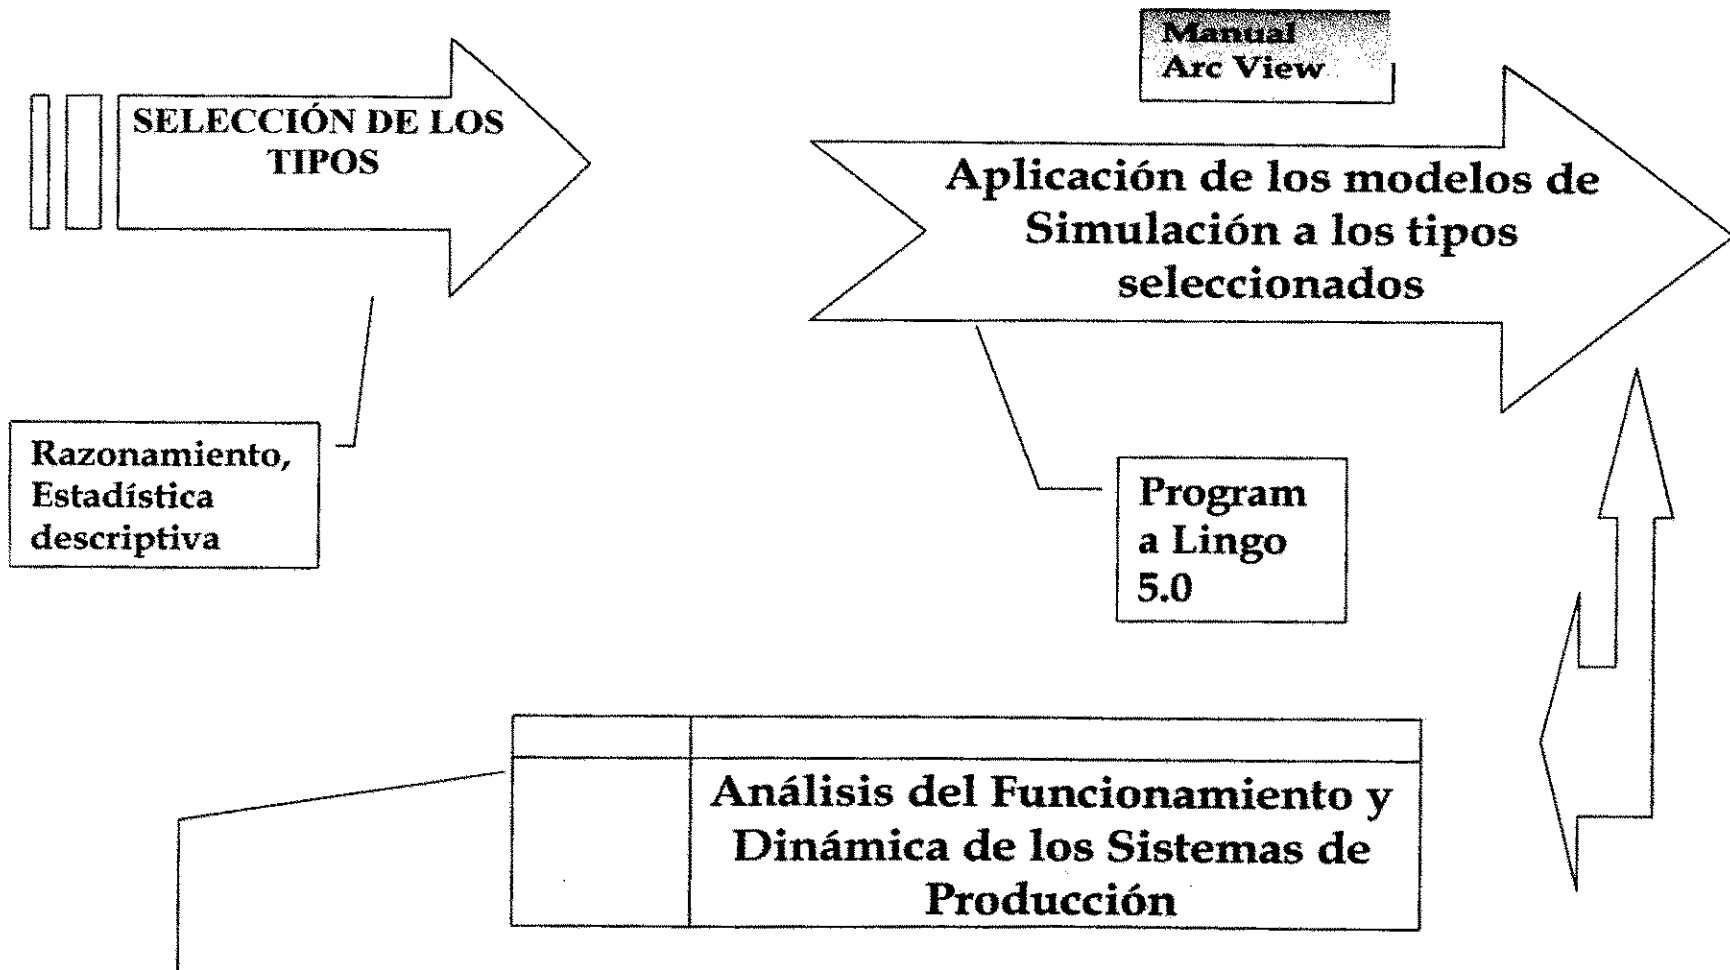 Manual
Arc View
SELECCIÓN DE LOS
TIPOS
Aplicación de los modelos de
Simulación a los tipos
seleccionados
Razonamiento,
Estadística
descriptiva
Program
a Lingo
5.0
Análisis del Funcionamiento y
Dinámica de los Sistemas de
Producción